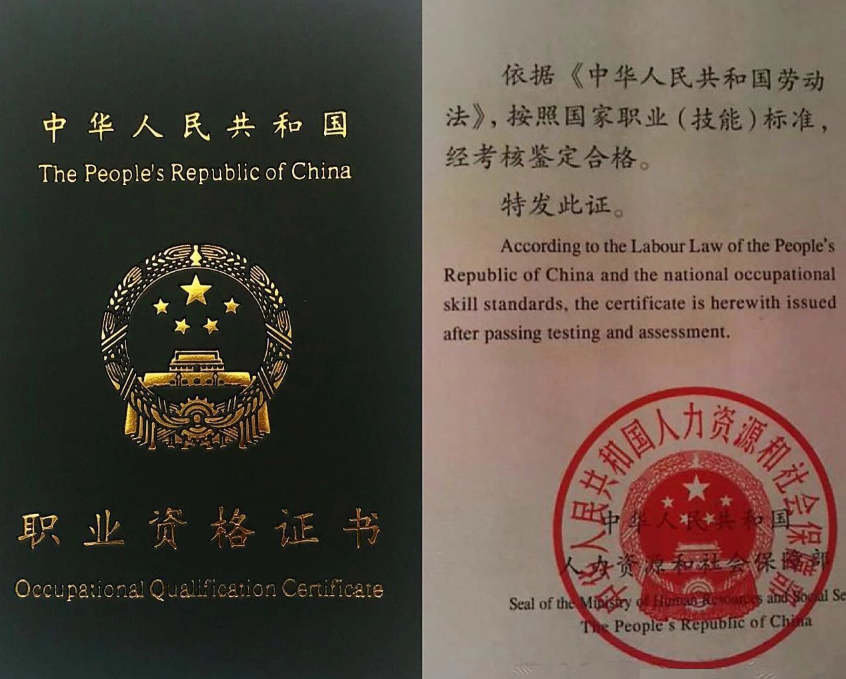 中华人民共和国
The People's Republic of China
职业资格证书
Occupational Qualification Certificate
依据《中华人民共和国劳动
法》，按照国家职业（技能）标准，
经考核鉴定合格。
特发此证。
According to the Labour Law of the People's
Republic of China and the national occupational
skill standards, the certificate is herewith issued
after passing testing and assessment.
中华人民共和国人力资源和社会保障部
中华人民共和国
人力资源和社会保障部
Seal of the Ministry of Human Resources and Social Se
The People's Republic of China